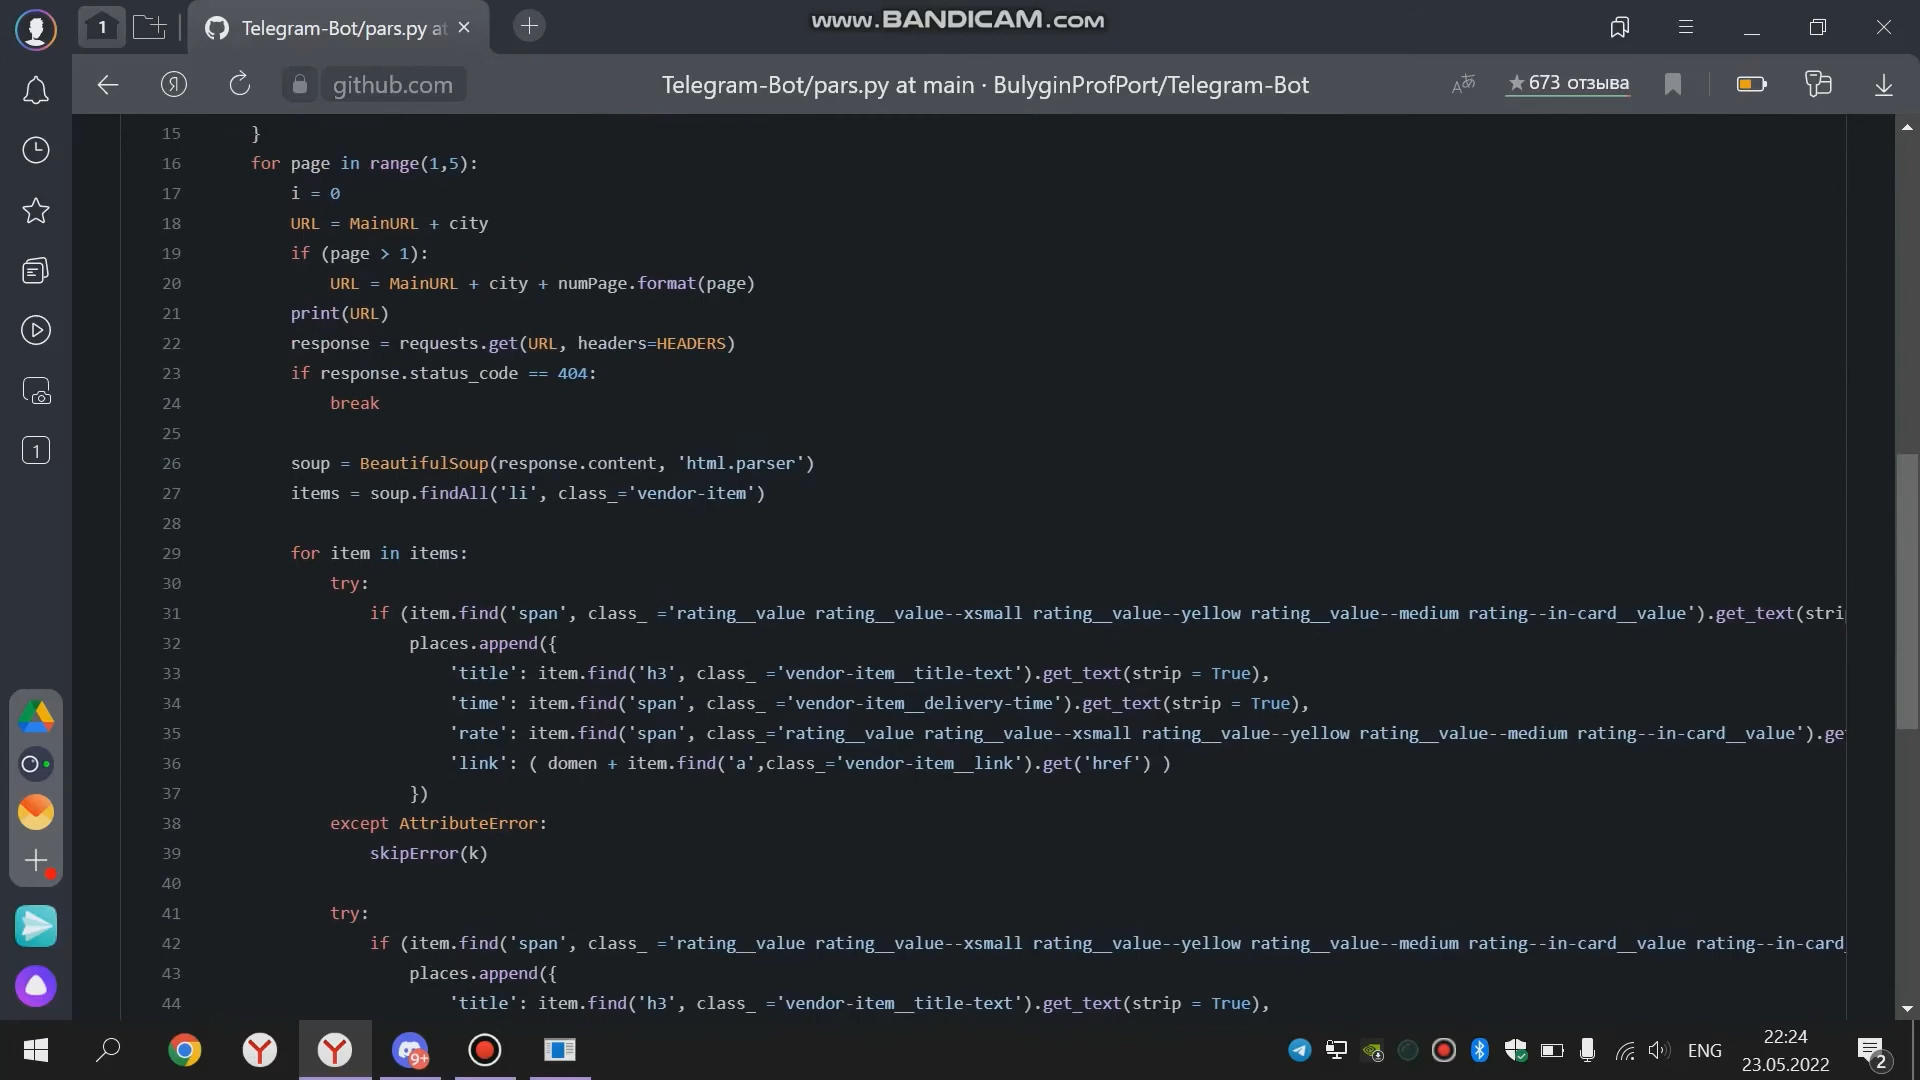 1
Telegram-Bot/pars.py at
www.BANDICAM.com
github.com
Telegram-Bot/pars.py at main · BulyginProfPort/Telegram-Bot
★673 отзыва
15 }
16 for page in range(1,5):
17 i = 0
18 URL = MainURL + city
19 if (page > 1):
20 URL = MainURL + city + numPage.format(page)
21 print(URL)
22 response = requests.get(URL, headers=HEADERS)
23 if response.status_code == 404:
24 break
25
26 soup = BeautifulSoup(response.content, 'html.parser')
27 items = soup.findAll('li', class_='vendor-item')
28
29 for item in items:
30 try:
31 if (item.find('span', class_ ='rating__value rating__value--xsmall rating__value--yellow rating__value--medium rating--in-card__value').get_text(stri
32 places.append({
33 'title': item.find('h3', class_ ='vendor-item__title-text').get_text(strip = True),
34 'time': item.find('span', class_ ='vendor-item__delivery-time').get_text(strip = True),
35 'rate': item.find('span', class_='rating__value rating__value--xsmall rating__value--yellow rating__value--medium rating--in-card__value').ge
36 'link': ( domen + item.find('a',class_='vendor-item__link').get('href') )
37 })
38 except AttributeError:
39 skipError(k)
40
41 try:
42 if (item.find('span', class_ ='rating__value rating__value--xsmall rating__value--yellow rating__value--medium rating--in-card__value rating--in-card
43 places.append({
44 'title': item.find('h3', class_ ='vendor-item__title-text').get_text(strip = True),
1
9+
ENG
22:24
23.05.2022
2